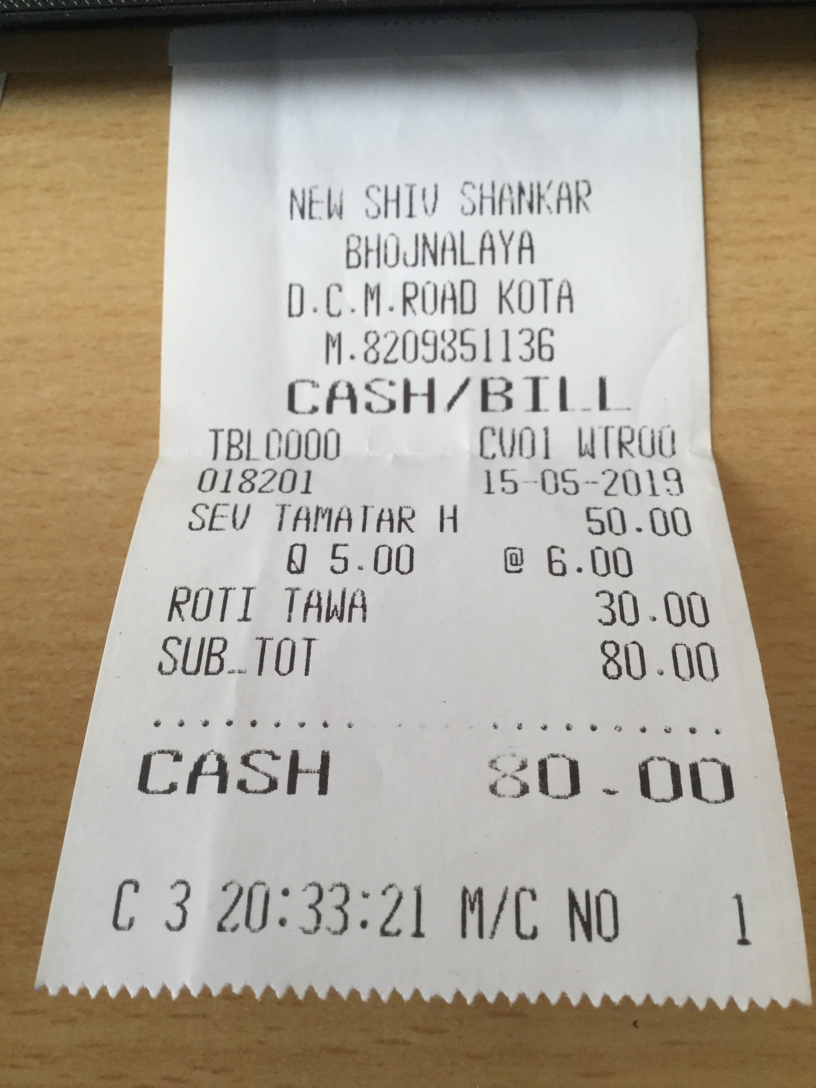 NEW SHIV SHANKAR
BHOJNALAYA
D.C.M.ROAD KOTA
M.8209851136
CASH/BILL
TBL0000 CV01 WTR00
018201 15-05-2019
SEV TAMATAR H 50.00
Q 5.00 @ 6.00
ROTI TAWA 30.00
SUB_TOT 80.00
CASH 80.00
C 3 20:33:21 M/C NO 1